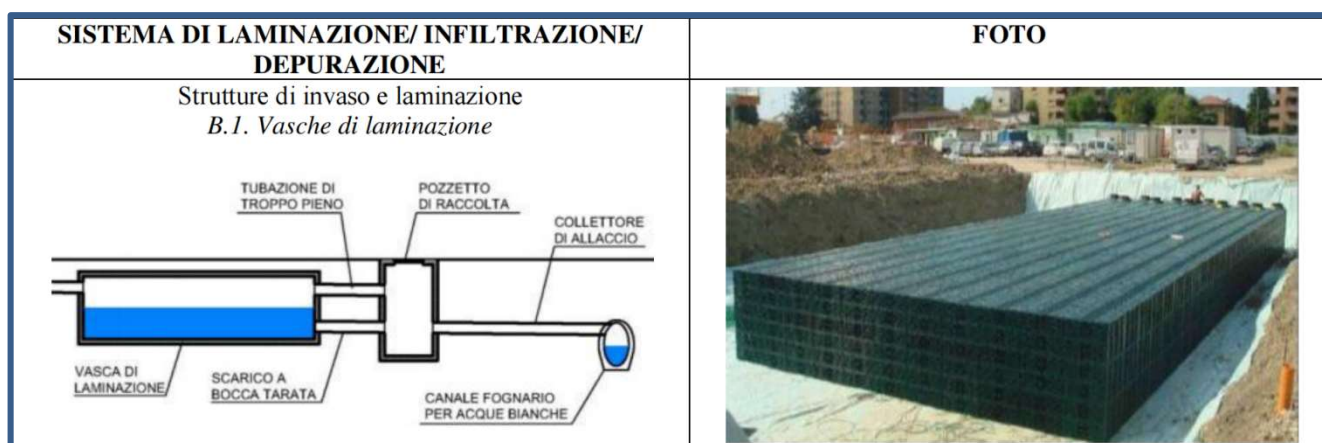 SISTEMA DI LAMINAZIONE/ INFILTRAZIONE/
DEPURAZIONE
FOTO
Strutture di invaso e laminazione
B.1. Vasche di laminazione
TUBAZIONE DI
TROPPO PIENO
POZZETTO
DI RACCOLTA
COLLETTORE
DI ALLACCIO
VASCA DI
LAMINAZIONE
SCARICO A
BOCCA TARATA
CANALE FOGNARIO
PER ACQUE BIANCHE